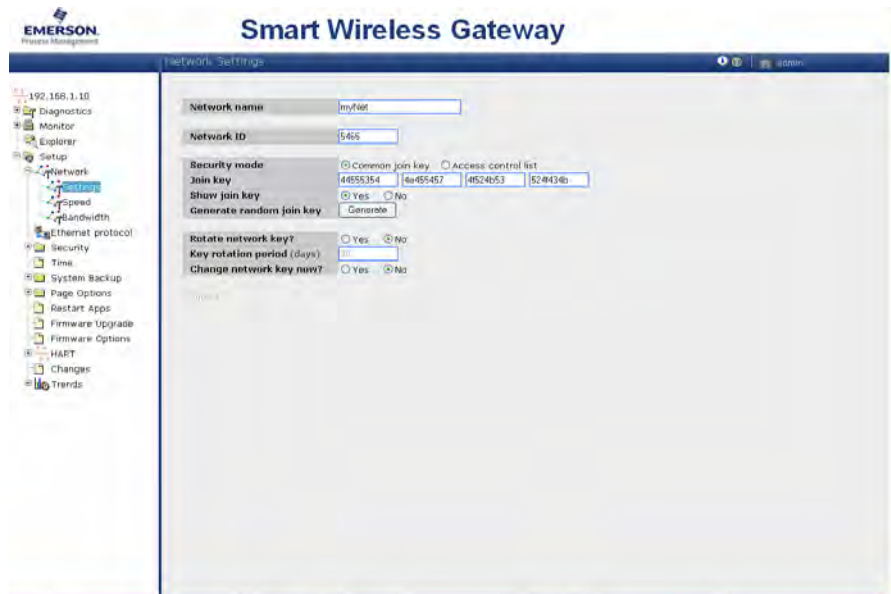 EMERSON.
Process Management
Smart Wireless Gateway
Network Settings
admin
192.168.1.10
Diagnostics
Monitor
Explorer
Setup
Network
Settings
Speed
Bandwidth
Ethernet protocol
Security
Time
System Backup
Page Options
Restart Apps
Firmware Upgrade
Firmware Options
HART
Changes
Trends
Network name myNet
Network ID 5466
Security mode Common join key Access control list
Join key 44555354 4e455457 4f524b53 524f434b
Show join key Yes No
Generate random join key Generate
Rotate network key? Yes No
Key rotation period (days)
Change network key now? Yes No